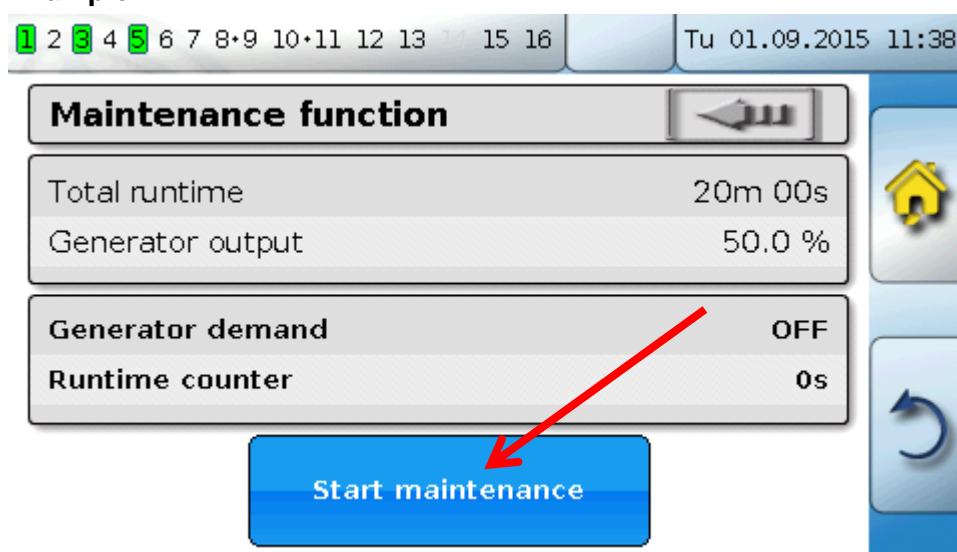 1 2 3 4 5 6 7 8·9 10·11 12 13 14 15 16 Tu 01.09.2015 11:38
Maintenance function
Total runtime 20m 00s
Generator output 50.0 %
Generator demand OFF
Runtime counter 0s
Start maintenance